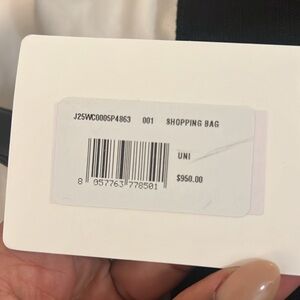 J25WC0005P4863 001 SHOPPING BAG
UNI
8 057763 778501
$950.00